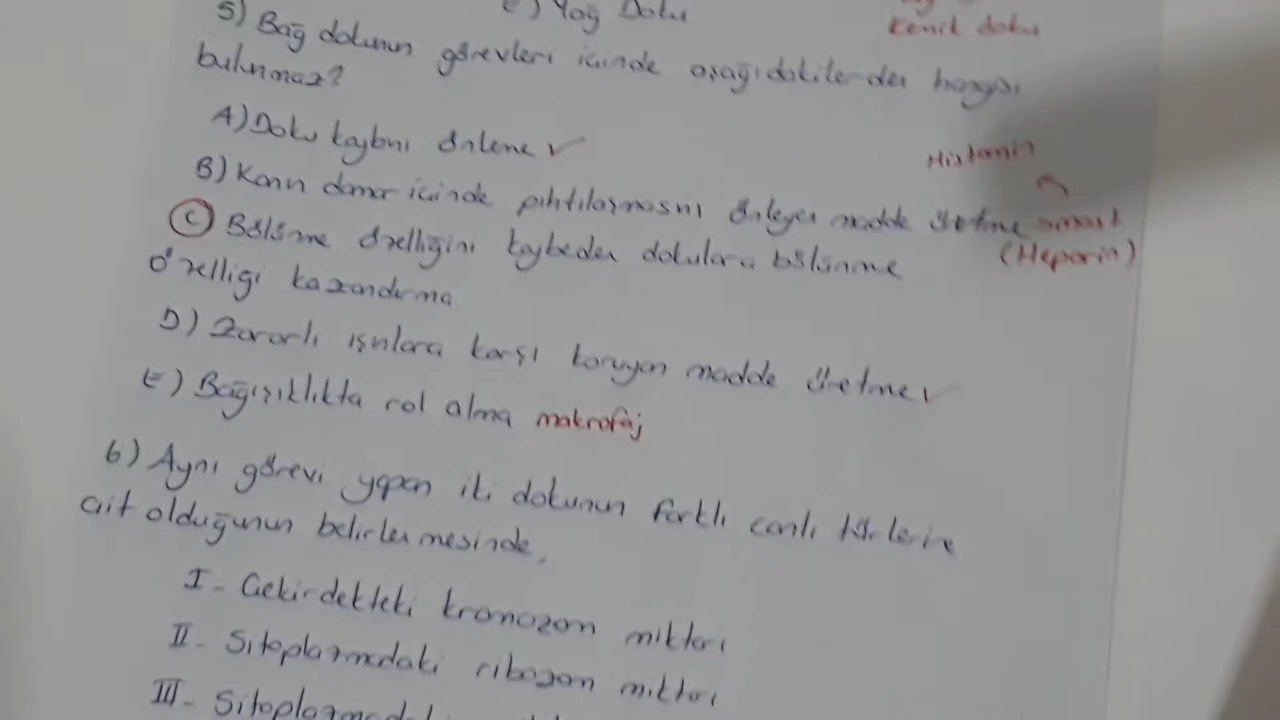 E) Yağ Doku
Kemik doku
5) Bağ dokunun görevleri içinde aşağıdakilerden hangisi
bulunmaz?
A) Doku kaybını önleme ✓
Histamin
B) Kanın damar içinde pıhtılaşmasını önleyen madde üretme
(Heparin)
C) Bölünme özelliğini kaybeden dokulara bölünme
özelliği kazandırma
D) Zararlı ışınlara karşı koruyan madde üretme ✓
E) Bağışıklıkta rol alma makrofaj
6) Aynı görevi yapan iki dokunun farklı canlı türlerine
ait olduğunun belirlenmesinde,
I- Çekirdekteki kromozom miktarı
II- Sitoplazmadaki ribozom miktarı
III- Sitoplazmadaki